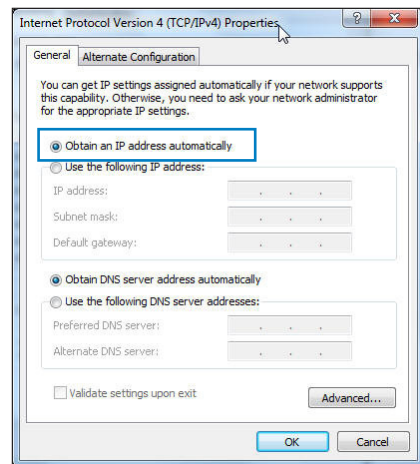 Internet Protocol Version 4 (TCP/IPv4) Properties
General
Alternate Configuration
You can get IP settings assigned automatically if your network supports
this capability. Otherwise, you need to ask your network administrator
for the appropriate IP settings.
Obtain an IP address automatically
Use the following IP address:
IP address:
Subnet mask:
Default gateway:
Obtain DNS server address automatically
Use the following DNS server addresses:
Preferred DNS server:
Alternate DNS server:
Validate settings upon exit
Advanced...
OK
Cancel